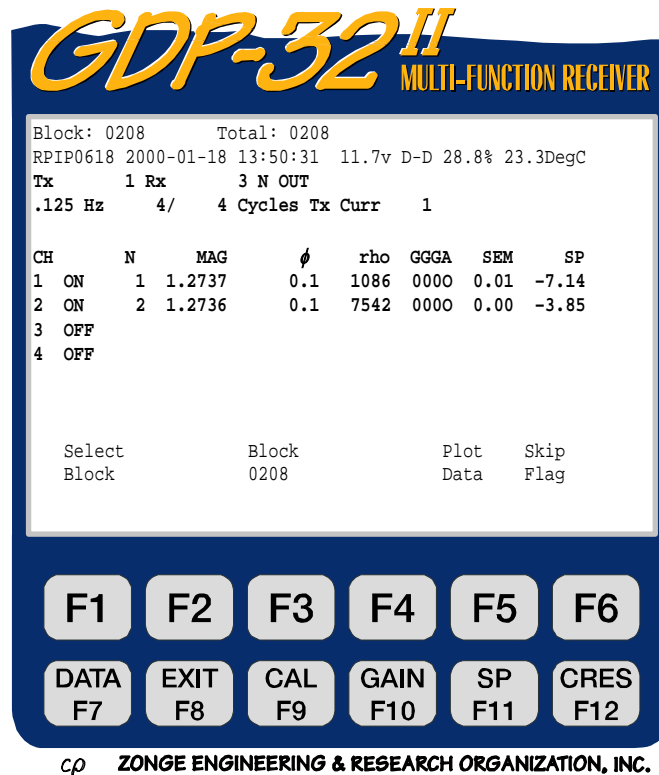 GDP-32 II
MULTI-FUNCTION RECEIVER
Block: 0208 Total: 0208
RPIP0618 2000-01-18 13:50:31 11.7v D-D 28.8% 23.3DegC
Tx 1 Rx 3 N OUT
.125 Hz 4/ 4 Cycles Tx Curr 1
CH N MAG ϕ rho GGGA SEM SP
1 ON 1 1.2737 0.1 1086 000O 0.01 -7.14
2 ON 2 1.2736 0.1 7542 000O 0.00 -3.85
3 OFF
4 OFF
Select Block Plot Skip
Block 0208 Data Flag
F1 F2 F3 F4 F5 F6
DATA EXIT CAL GAIN SP CRES
F7 F8 F9 F10 F11 F12
cρ ZONGE ENGINEERING & RESEARCH ORGANIZATION, INC.